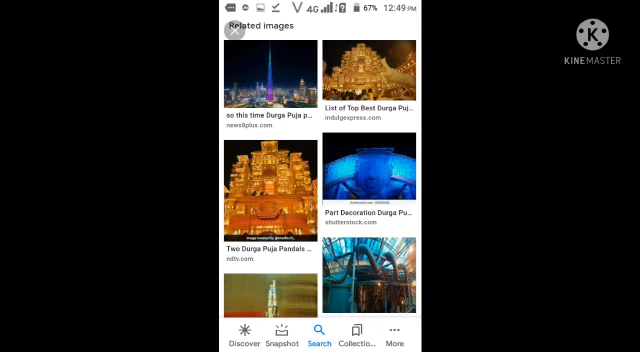 4G
67%
12:49 PM
Related images
so this time Durga Puja p...
news8plus.com
List of Top Best Durga Puj...
indulgexpress.com
Two Durga Puja Pandals ...
ndtv.com
Part Decoration Durga Pu...
shutterstock.com
Discover
Snapshot
Search
Collectio...
More
K
KINEMASTER